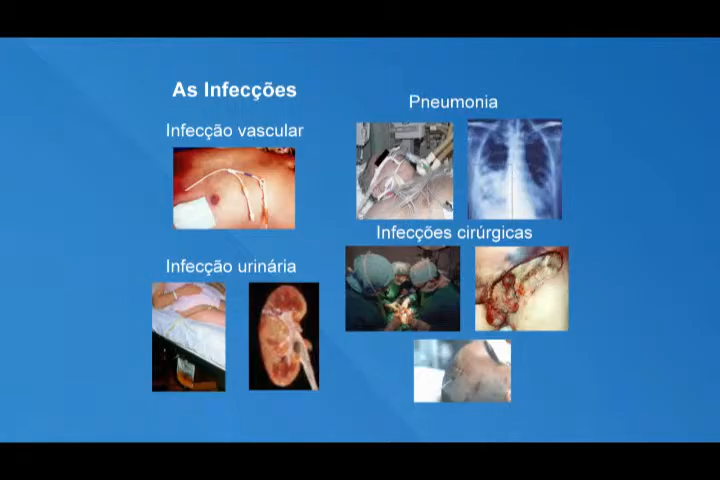 As Infecções
Infecção vascular
Infecção urinária
Pneumonia
Infecções cirúrgicas